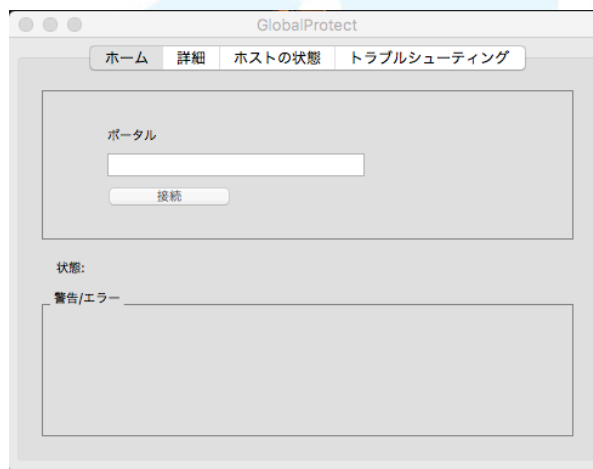 GlobalProtect
ホーム 詳細 ホストの状態 トラブルシューティング
ポータル
接続
状態:
警告/エラー